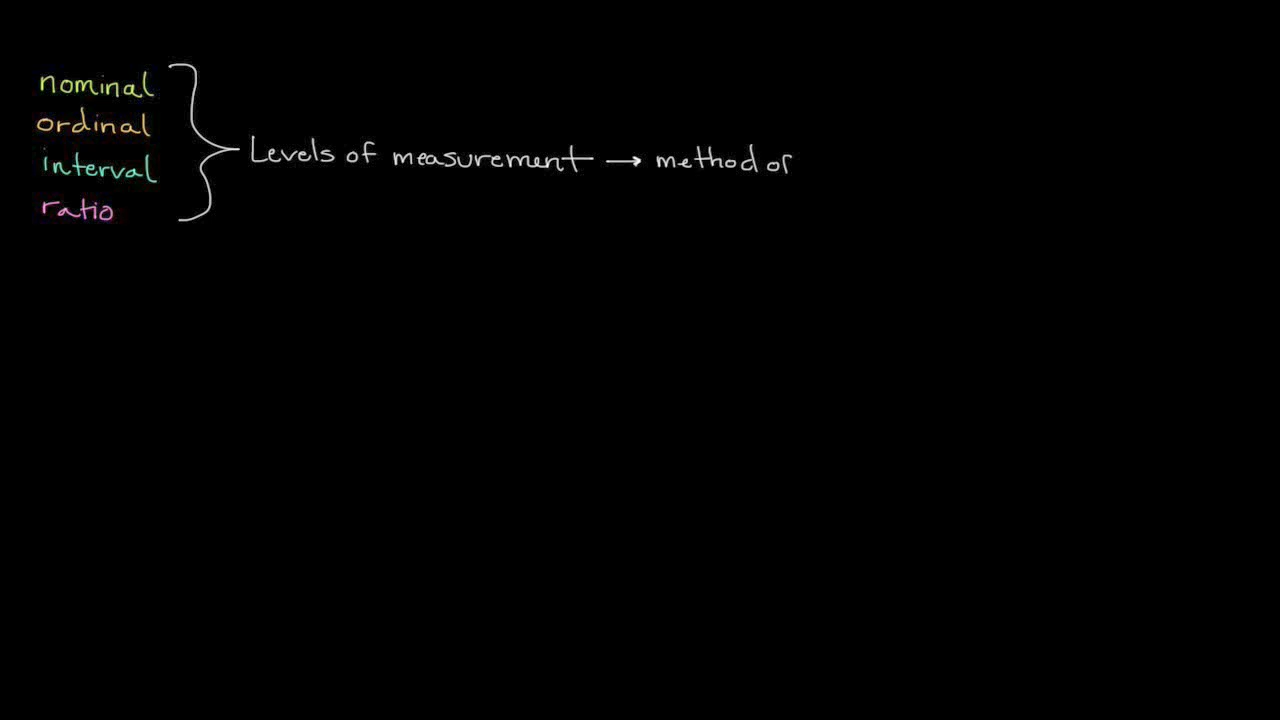 nominal
ordinal
interval
ratio
Levels of measurement → method of